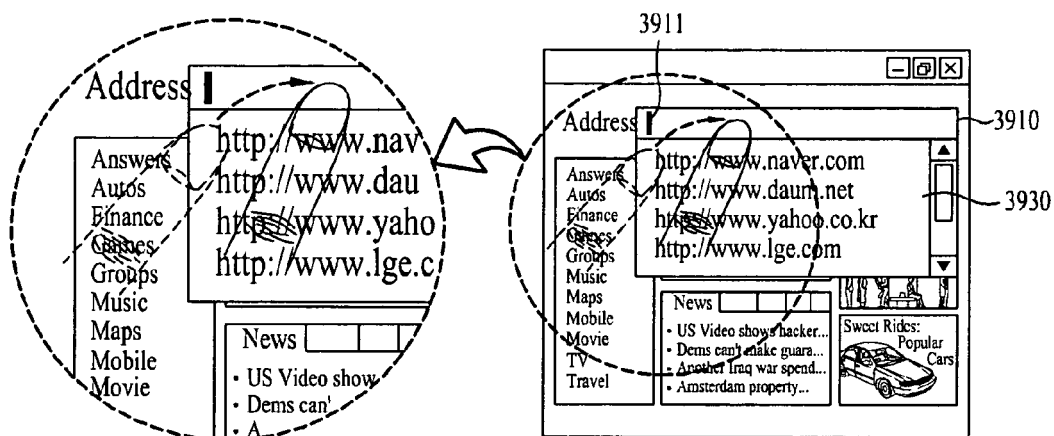 Address
http://www.nav
http://www.dau
http://www.yaho
http://www.lge.c
Answers
Autos
Finance
Games
Groups
Music
Maps
Mobile
Movie
News
• US Video show
• Dems can'
• A
3911
Address
3910
http://www.naver.com
http://www.daum.net
http://www.yahoo.co.kr
http://www.lge.com
3930
Answers
Autos
Finance
Games
Groups
Music
Maps
Mobile
Movie
TV
Travel
News
• US Video shows hacker...
• Dems can't make guara...
• Another Iraq war spend...
• Amsterdam property...
Sweet Rides:
Popular
Cars